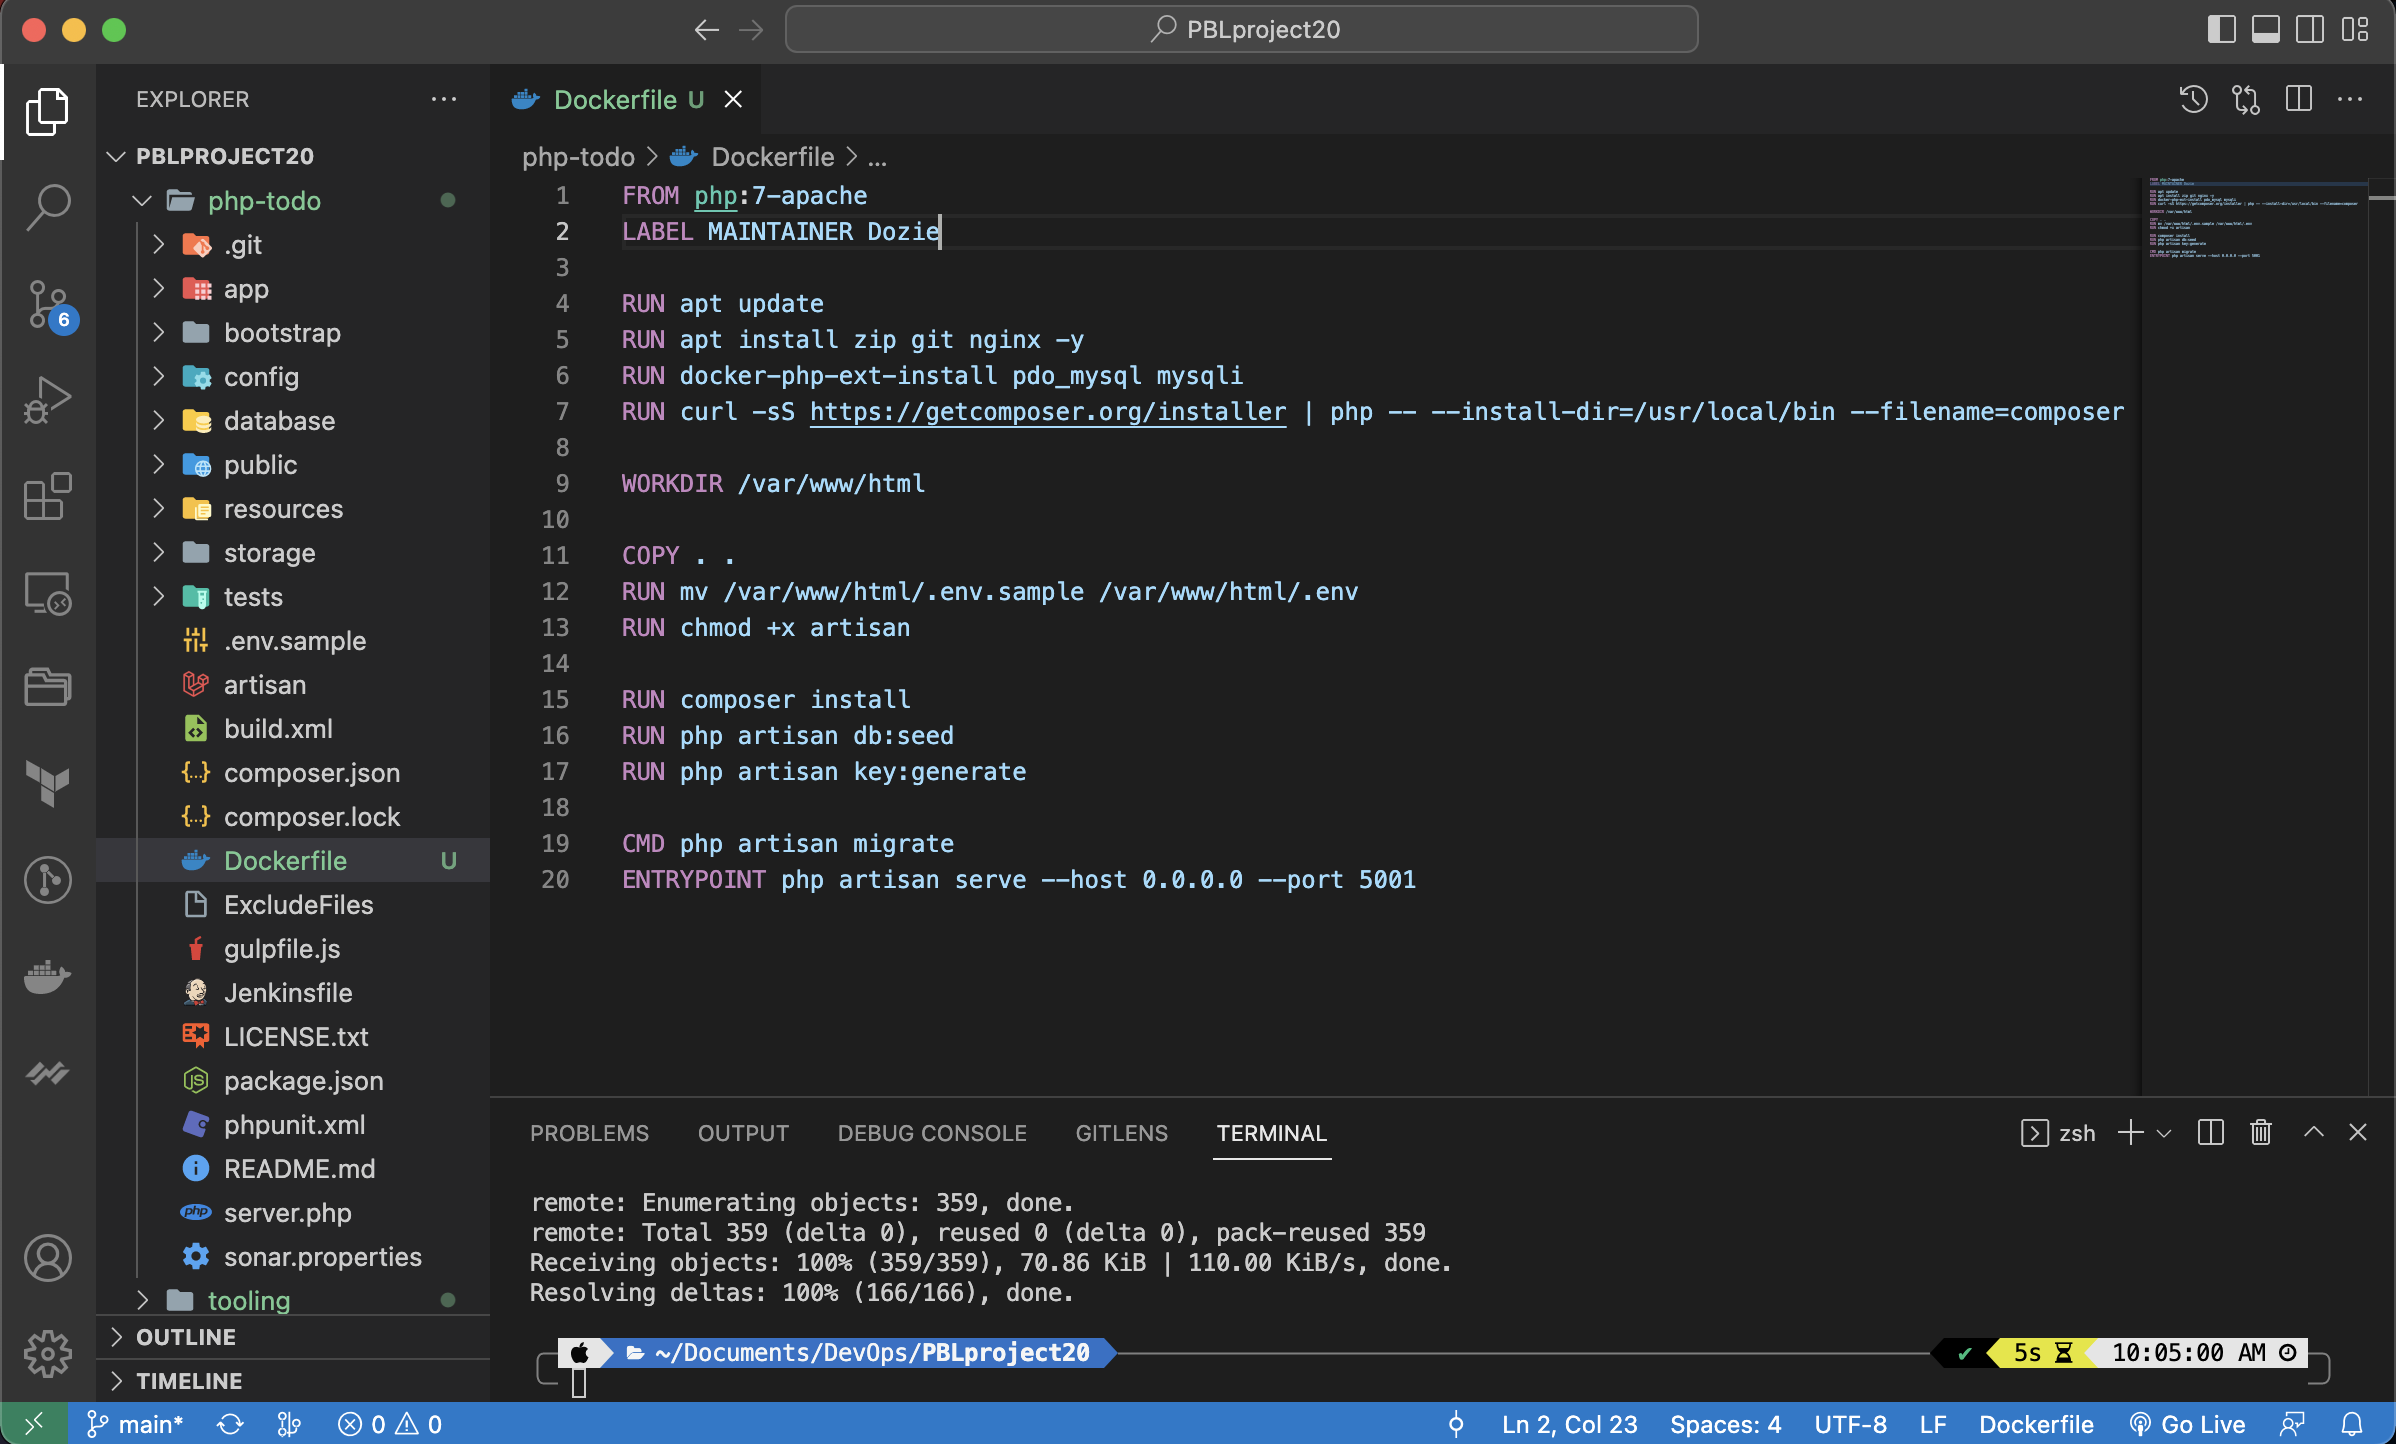 PBLproject20
EXPLORER
PBLPROJECT20
php-todo
.git
app
bootstrap
config
database
public
resources
storage
tests
.env.sample
artisan
build.xml
composer.json
composer.lock
Dockerfile U
ExcludeFiles
gulpfile.js
Jenkinsfile
LICENSE.txt
package.json
phpunit.xml
README.md
server.php
sonar.properties
tooling
OUTLINE
TIMELINE
6
Dockerfile U
php-todo > Dockerfile > ...
1 FROM php:7-apache
2 LABEL MAINTAINER Dozie
3
4 RUN apt update
5 RUN apt install zip git nginx -y
6 RUN docker-php-ext-install pdo_mysql mysqli
7 RUN curl -sS https://getcomposer.org/installer | php -- --install-dir=/usr/local/bin --filename=composer
8
9 WORKDIR /var/www/html
10
11 COPY . .
12 RUN mv /var/www/html/.env.sample /var/www/html/.env
13 RUN chmod +x artisan
14
15 RUN composer install
16 RUN php artisan db:seed
17 RUN php artisan key:generate
18
19 CMD php artisan migrate
20 ENTRYPOINT php artisan serve --host 0.0.0.0 --port 5001
PROBLEMS OUTPUT DEBUG CONSOLE GITLENS TERMINAL zsh
remote: Enumerating objects: 359, done.
remote: Total 359 (delta 0), reused 0 (delta 0), pack-reused 359
Receiving objects: 100% (359/359), 70.86 KiB | 110.00 KiB/s, done.
Resolving deltas: 100% (166/166), done.
~/Documents/DevOps/PBLproject20 ✔ 5s 10:05:00 AM
main* 0 0 Ln 2, Col 23 Spaces: 4 UTF-8 LF Dockerfile Go Live